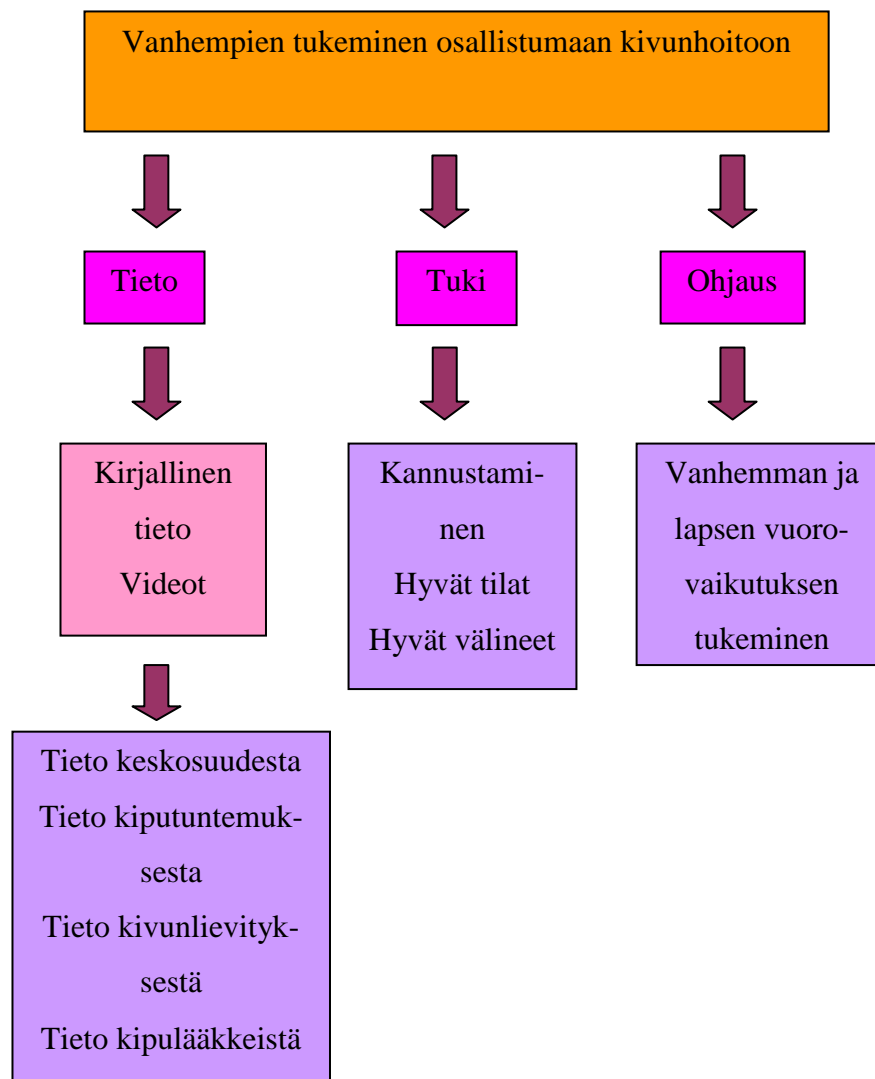 Vanhempien tukeminen osallistumaan kivunhoitoon
Tieto
Tuki
Ohjaus
Kirjallinen
tieto
Videot
Kannustami-
nen
Hyvät tilat
Hyvät välineet
Vanhemman ja
lapsen vuoro-
vaikutuksen
tukeminen
Tieto keskosuudesta
Tieto kiputuntemuk-
sesta
Tieto kivunlievityk-
sestä
Tieto kipulääkkeistä